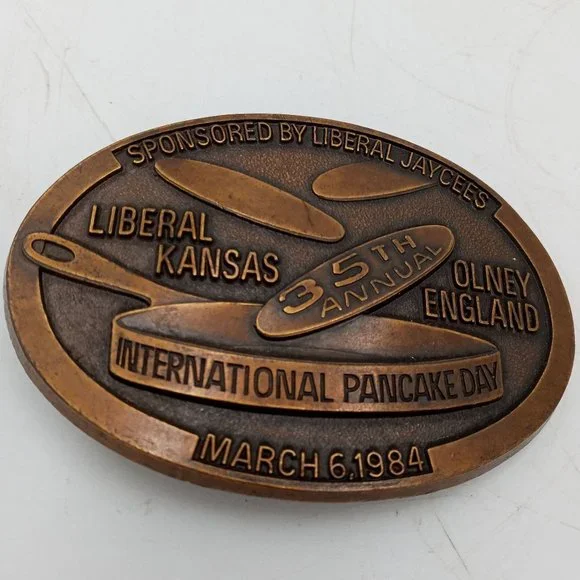 SPONSORED BY LIBERAL JAYCEES
LIBERAL
KANSAS
35TH
ANNUAL
OLNEY
ENGLAND
INTERNATIONAL PANCAKE DAY
MARCH 6,1984